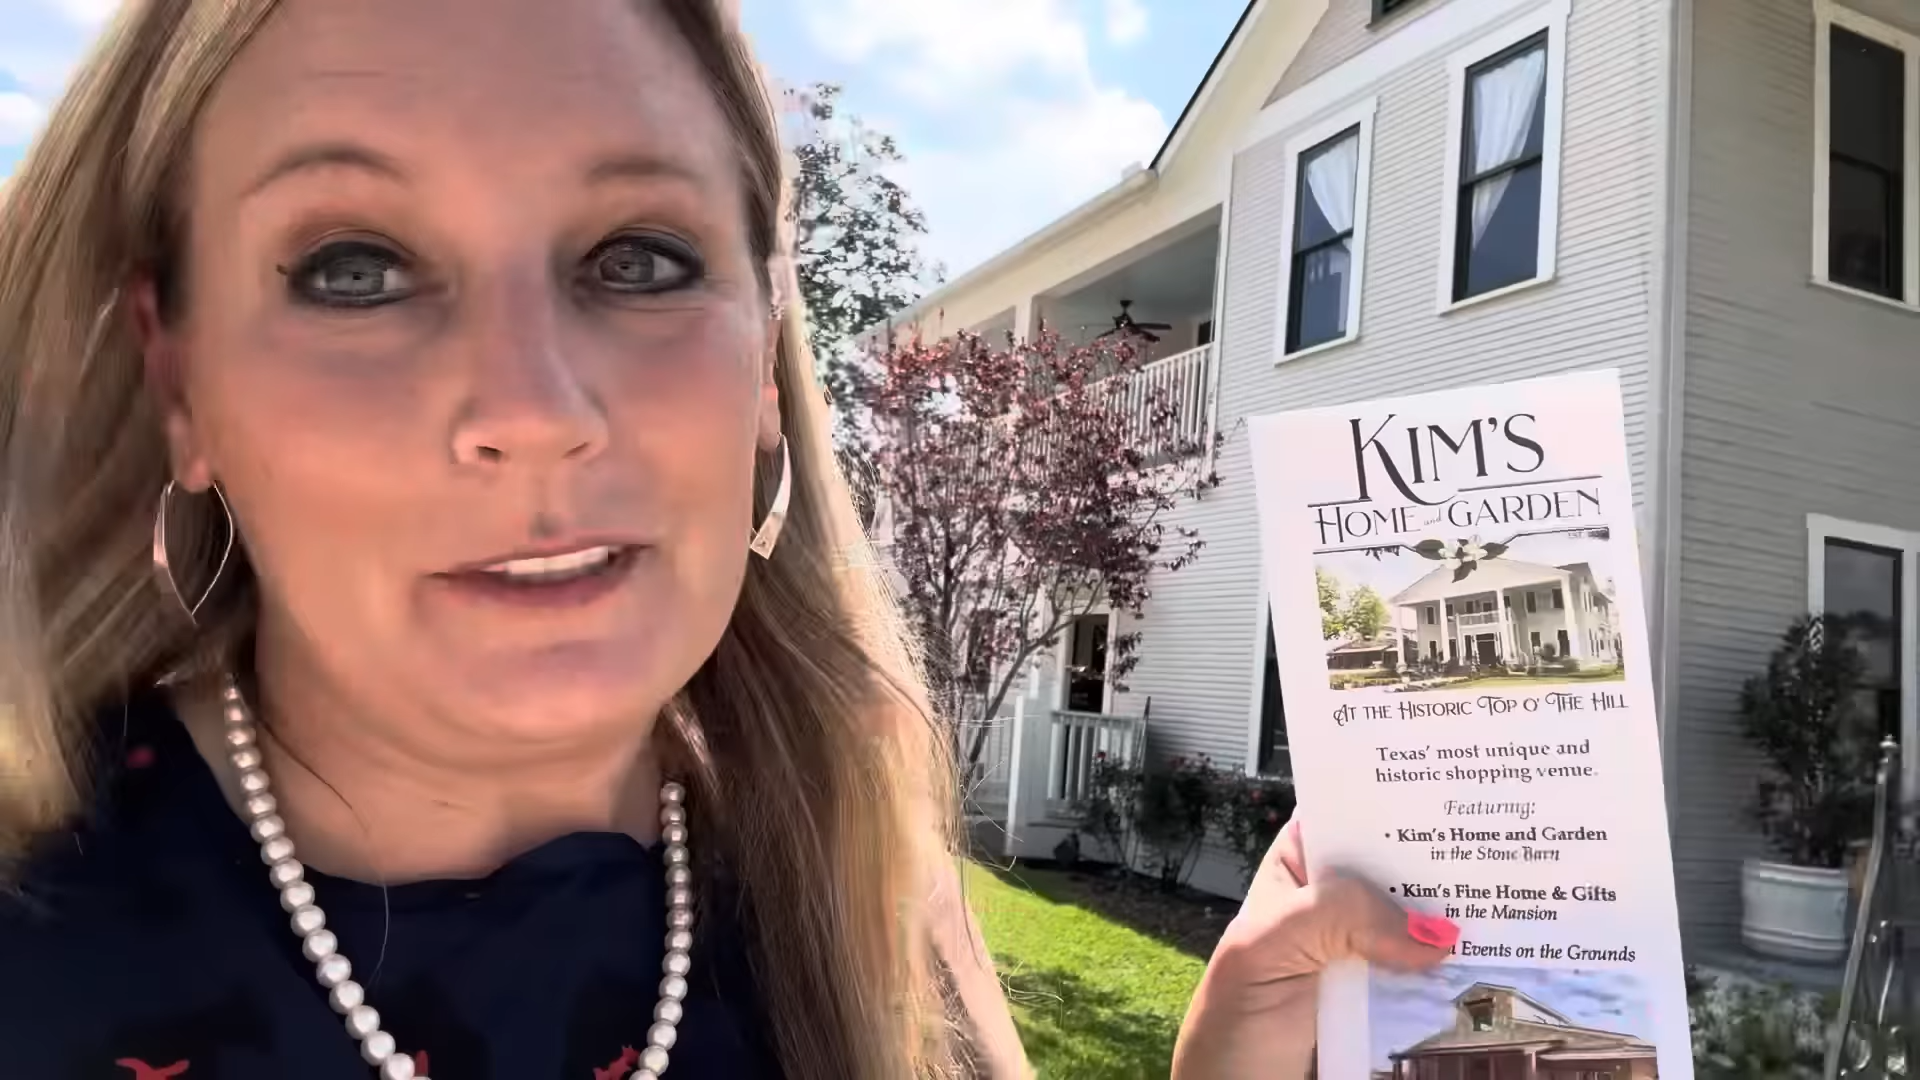 KIM'S
HOME and GARDEN
AT THE HISTORIC TOP O' THE HILL
Texas' most unique and
historic shopping venue.
Featuring:
• Kim's Home and Garden
in the Stone Barn
• Kim's Fine Home & Gifts
in the Mansion
Events on the Grounds